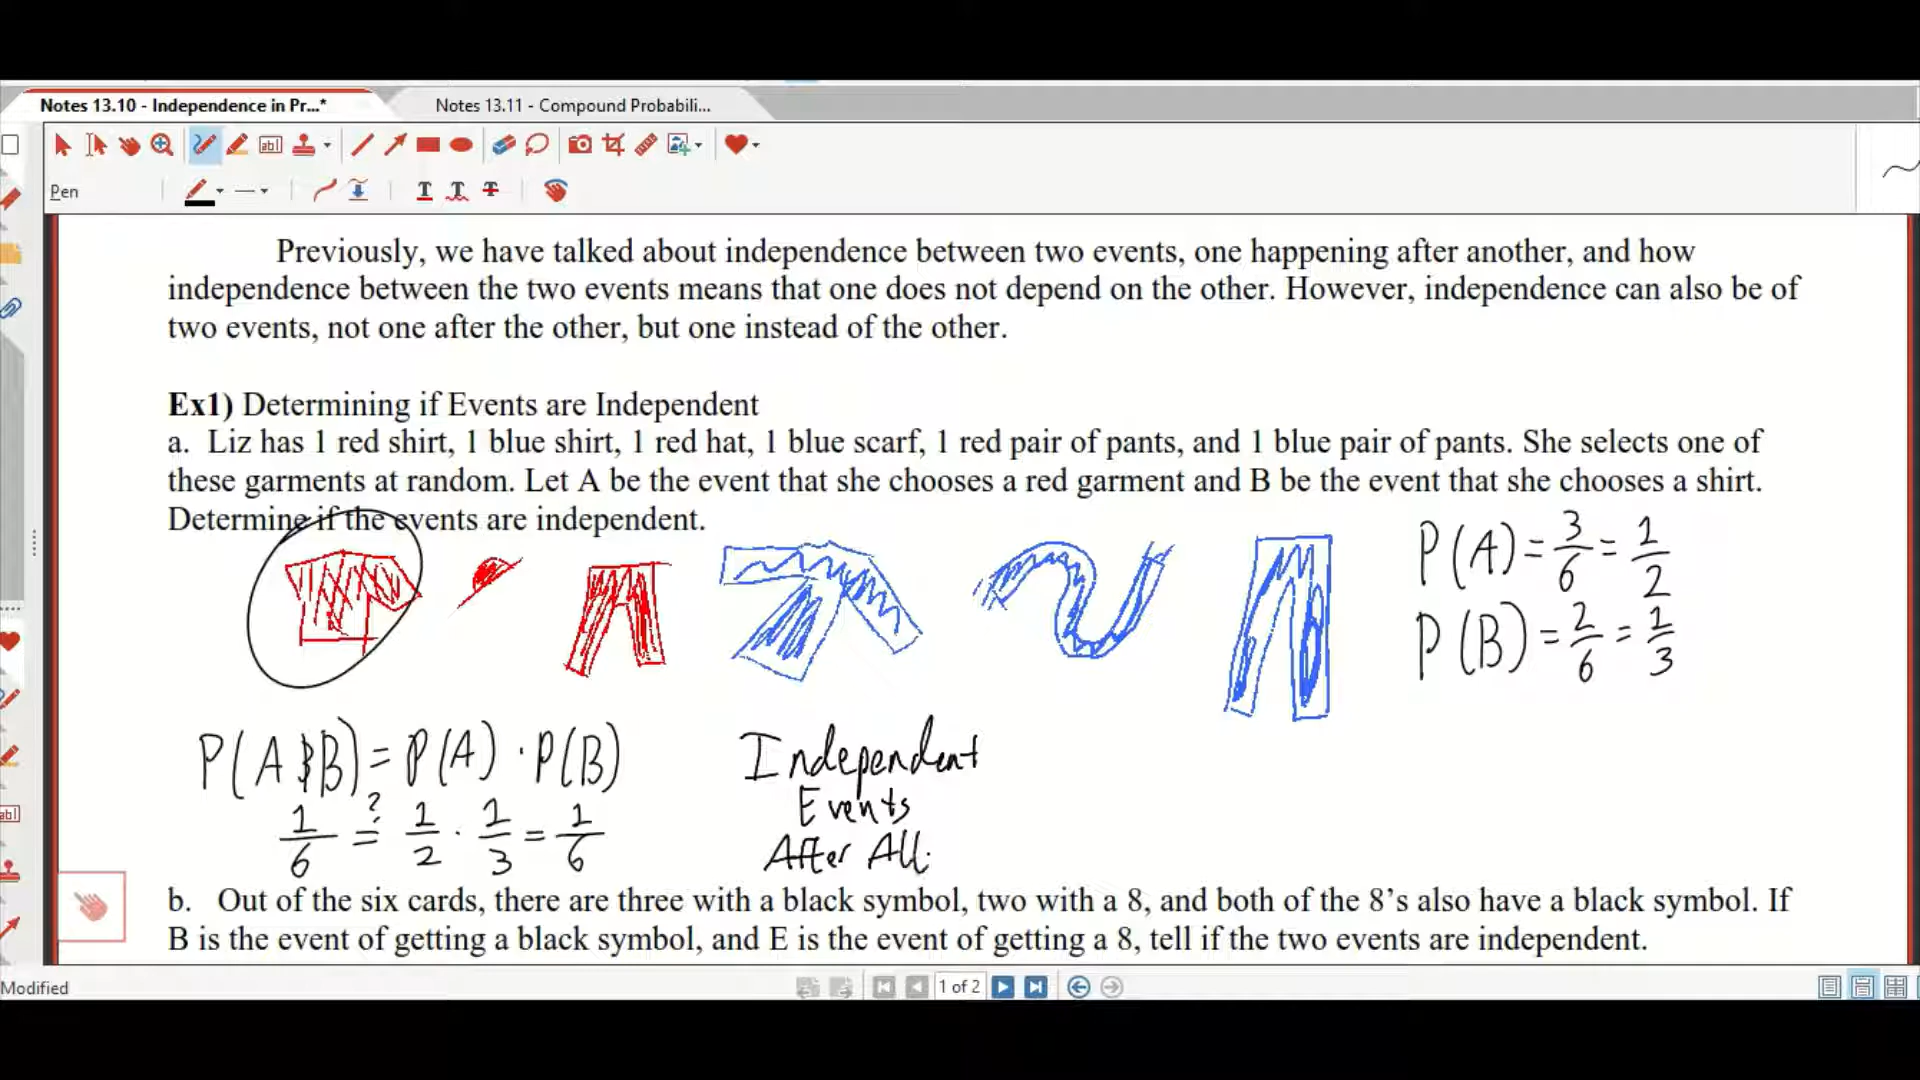 Notes 13.10 - Independence in Pr...*
Notes 13.11 - Compound Probabili...
Pen
Previously, we have talked about independence between two events, one happening after another, and how
independence between the two events means that one does not depend on the other. However, independence can also be of
two events, not one after the other, but one instead of the other.
Ex1) Determining if Events are Independent
a. Liz has 1 red shirt, 1 blue shirt, 1 red hat, 1 blue scarf, 1 red pair of pants, and 1 blue pair of pants. She selects one of
these garments at random. Let A be the event that she chooses a red garment and B be the event that she chooses a shirt.
Determine if the events are independent.
P(A) = 3/6 = 1/2
P(B) = 2/6 = 1/3
P(A & B) = P(A) · P(B)
1/6 =? 1/2 · 1/3 = 1/6
Independent
Events
After All.
b. Out of the six cards, there are three with a black symbol, two with a 8, and both of the 8's also have a black symbol. If
B is the event of getting a black symbol, and E is the event of getting a 8, tell if the two events are independent.
Modified
1 of 2